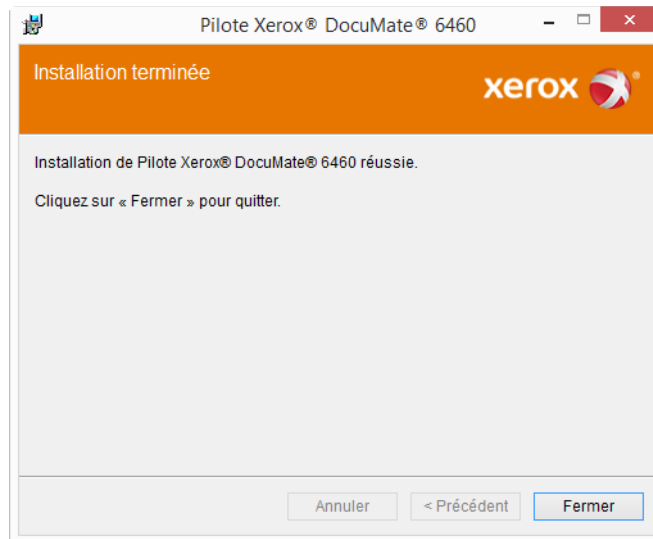 Pilote Xerox® DocuMate® 6460
Installation terminée
xerox
Installation de Pilote Xerox® DocuMate® 6460 réussie.
Cliquez sur « Fermer » pour quitter.
Annuler
< Précédent
Fermer